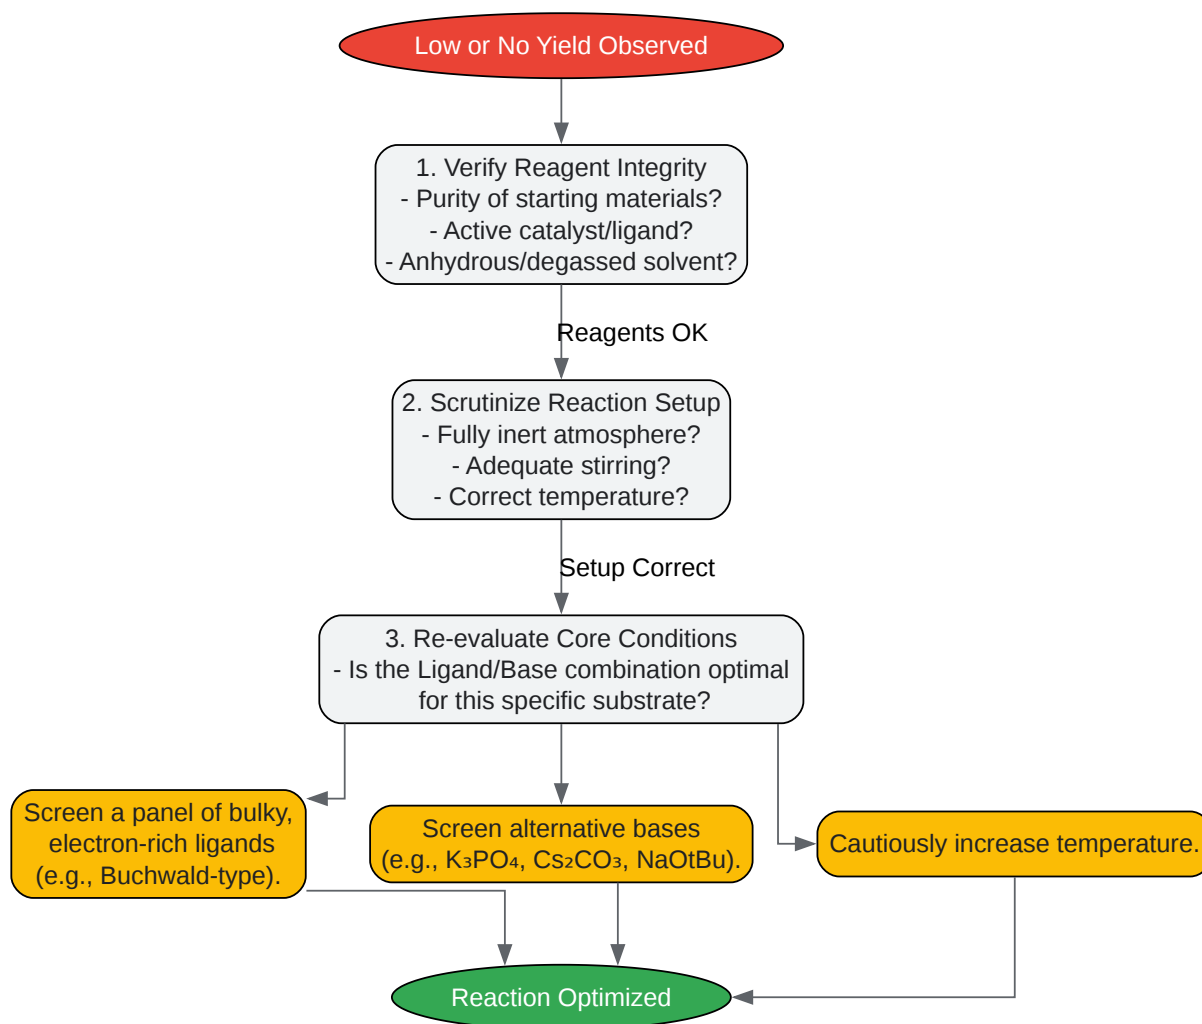 Low or No Yield Observed
1. Verify Reagent Integrity
- Purity of starting materials?
- Active catalyst/ligand?
- Anhydrous/degassed solvent?
Reagents OK
2. Scrutinize Reaction Setup
- Fully inert atmosphere?
- Adequate stirring?
- Correct temperature?
Setup Correct
3. Re-evaluate Core Conditions
- Is the Ligand/Base combination optimal
for this specific substrate?
Screen a panel of bulky,
electron-rich ligands
(e.g., Buchwald-type).
Screen alternative bases
(e.g., K₃PO₄, Cs₂CO₃, NaOtBu).
Cautiously increase temperature.
Reaction Optimized